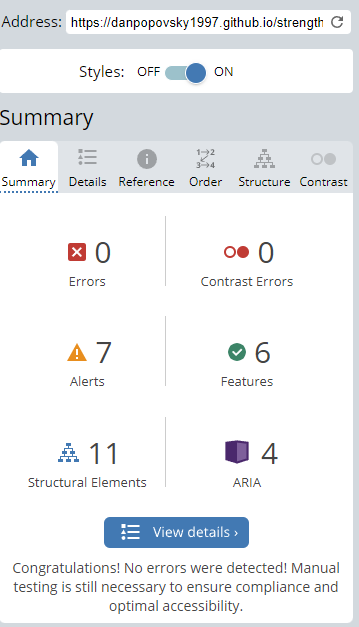 Address: https://danpopovsky1997.github.io/strength
Styles: OFF ON
Summary
Summary Details Reference Order Structure Contrast
0 0
Errors Contrast Errors
7 6
Alerts Features
11 4
Structural Elements ARIA
View details ›
Congratulations! No errors were detected! Manual
testing is still necessary to ensure compliance and
optimal accessibility.